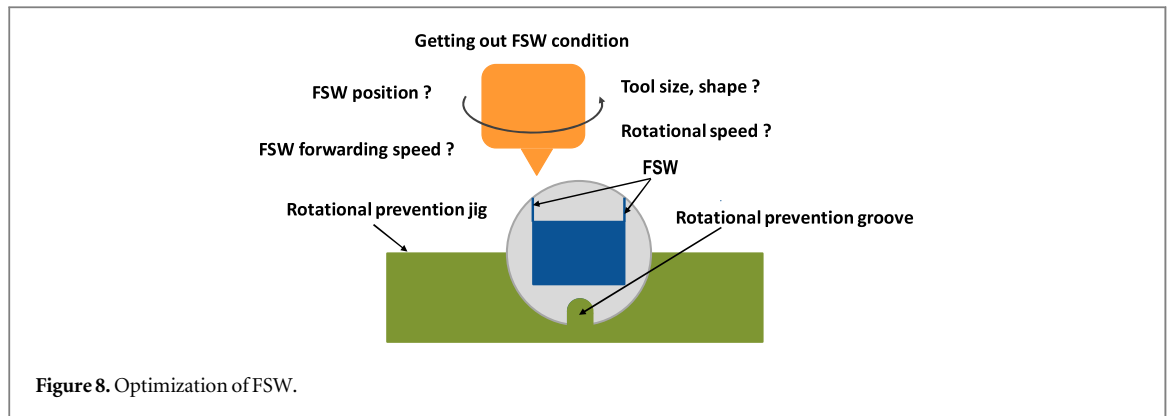 Getting out FSW condition
FSW position ?
Tool size, shape ?
Rotational speed ?
FSW forwarding speed ?
FSW
Rotational prevention jig
Rotational prevention groove
Figure 8. Optimization of FSW.